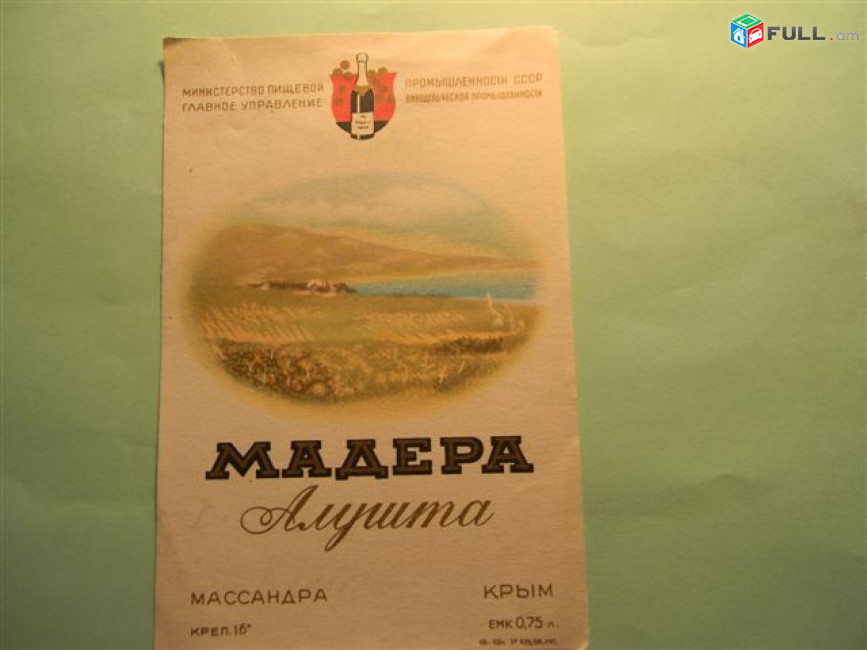 FULL.am
МИНИСТЕРСТВО ПИЩЕВОЙ ПРОМЫШЛЕННОСТИ СССР
ГЛАВНОЕ УПРАВЛЕНИЕ ВИНОДЕЛЬЧЕСКОЙ ПРОМЫШЛЕННОСТИ
МАДЕРА
Алушта
МАССАНДРА КРЫМ
КРЕП. 16° ЕМК. 0,75 л.